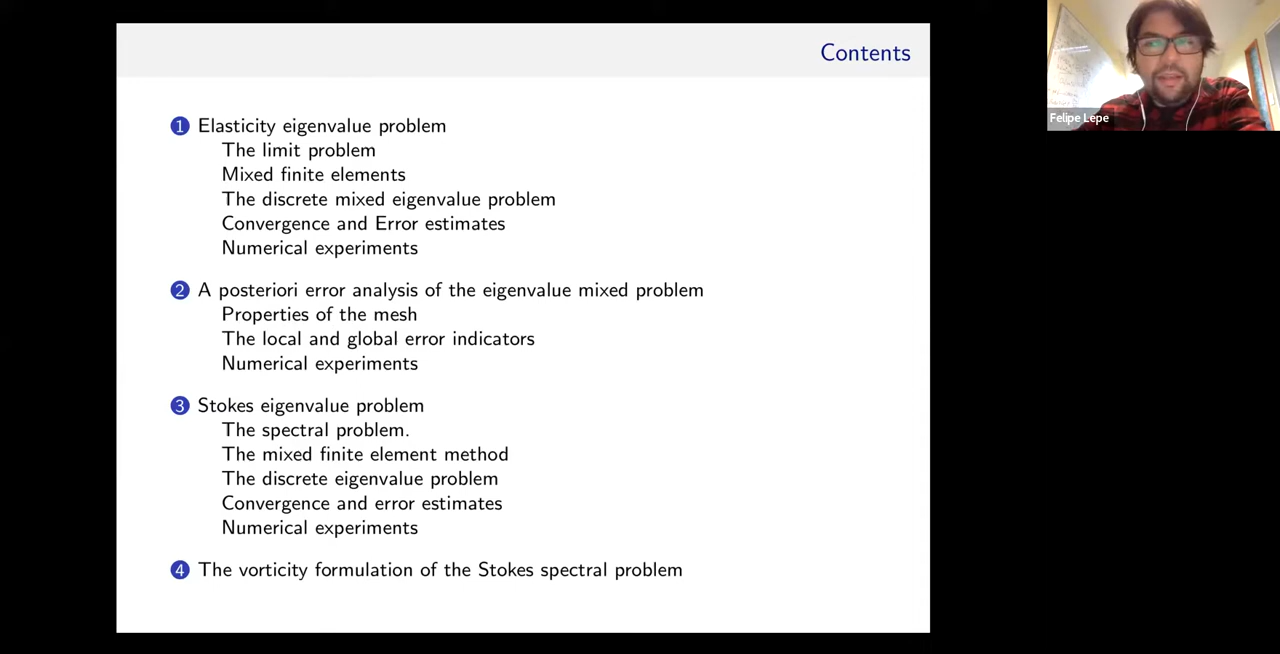 Contents
1 Elasticity eigenvalue problem
The limit problem
Mixed finite elements
The discrete mixed eigenvalue problem
Convergence and Error estimates
Numerical experiments
2 A posteriori error analysis of the eigenvalue mixed problem
Properties of the mesh
The local and global error indicators
Numerical experiments
3 Stokes eigenvalue problem
The spectral problem.
The mixed finite element method
The discrete eigenvalue problem
Convergence and error estimates
Numerical experiments
4 The vorticity formulation of the Stokes spectral problem
Felipe Lepe